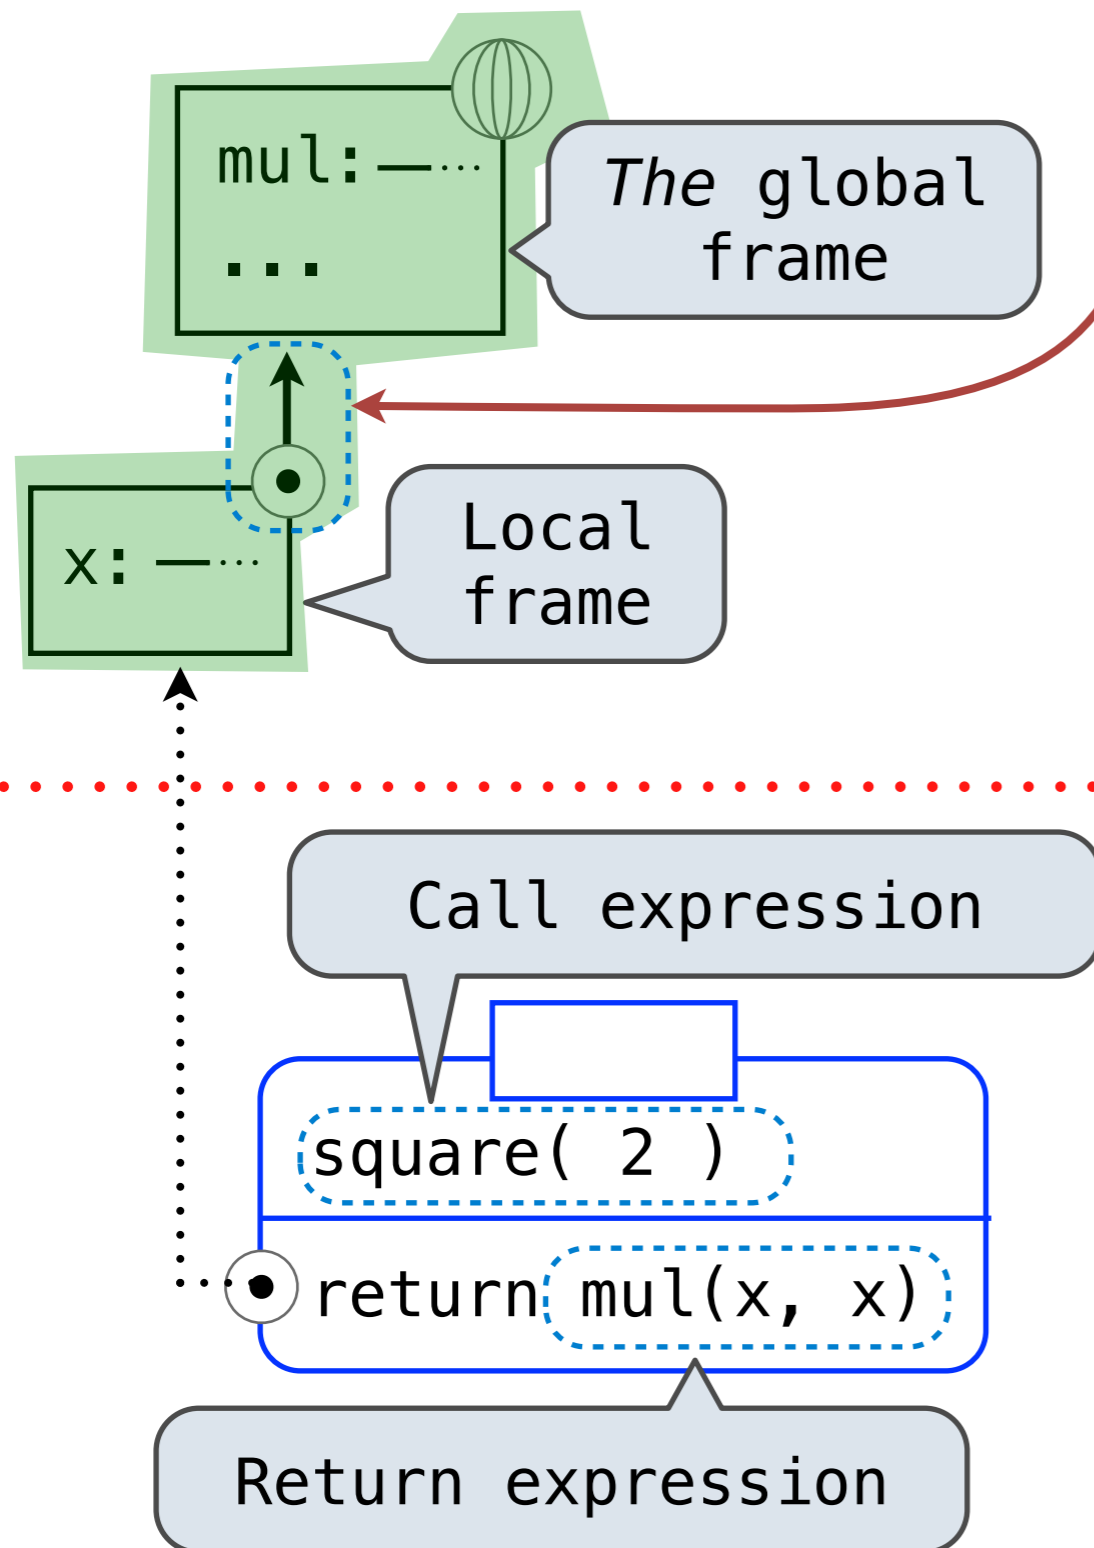 mul: —···
...
The global
frame
x: —···
Local
frame
Call expression
square( 2 )
return mul(x, x)
Return expression